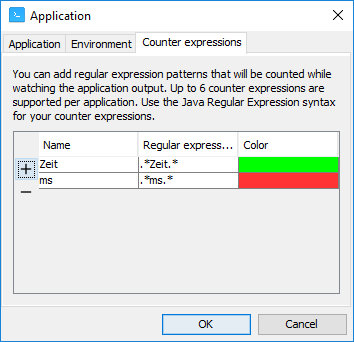 Application
Application Environment Counter expressions
You can add regular expression patterns that will be counted while
watching the application output. Up to 6 counter expressions are
supported per application. Use the Java Regular Expression syntax
for your counter expressions.
Name Regular express... Color
Zeit .*Zeit.*
ms .*ms.*
OK Cancel